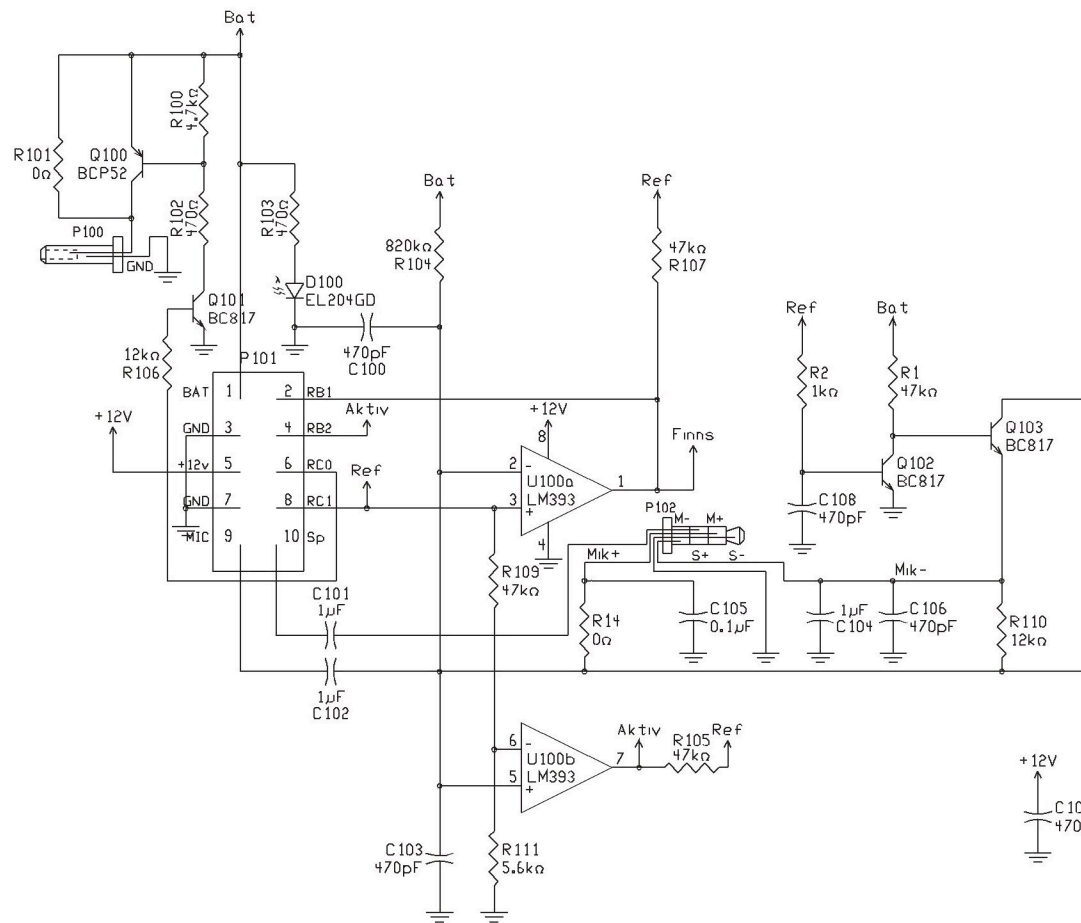 Bat
R100
4.7kΩ
R101
0Ω
Q100
BCP52
R102
470Ω
R103
470Ω
P100
GND
Q101
BC817
D100
EL204GD
Bat
820kΩ
R104
Ref
47kΩ
R107
470pF
C100
12kΩ
R106
P101
BAT 1 2 RB1
GND 3 4 RB2
+12v 5 6 RC0
GND 7 8 RC1
MIC 9 10 Sp
+12V
Aktiv
Ref
+12V
8
2 -
U100a
LM393
3 +
1
4
Finns
Ref
R2
1kΩ
Bat
R1
47kΩ
Q103
BC817
Q102
BC817
C108
470pF
P102
M- M+
S+ S-
Mik+
Mik-
R109
47kΩ
C101
1µF
1µF
C102
R14
0Ω
C105
0.1µF
1µF
C104
C106
470pF
R110
12kΩ
6 -
U100b
LM393
5 +
7
Aktiv
R105
47kΩ
Ref
C103
470pF
R111
5.6kΩ
+12V
C10
470